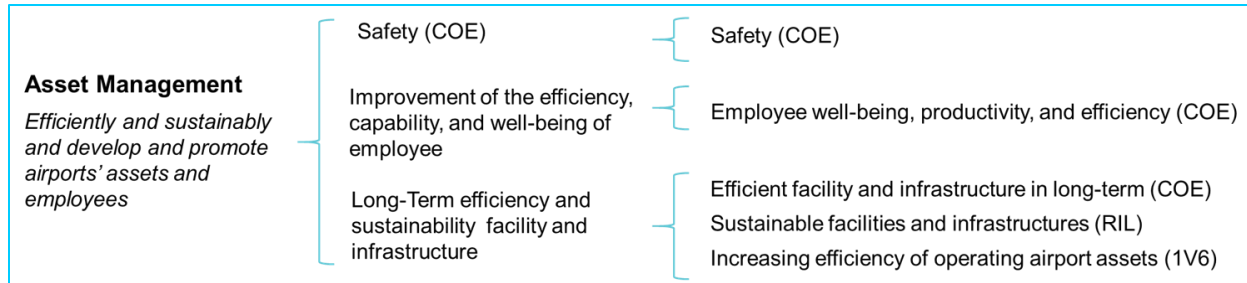 Asset Management
Efficiently and sustainably
and develop and promote
airports' assets and
employees
Safety (COE)
Improvement of the efficiency,
capability, and well-being of
employee
Long-Term efficiency and
sustainability facility and
infrastructure
Safety (COE)
Employee well-being, productivity, and efficiency (COE)
Efficient facility and infrastructure in long-term (COE)
Sustainable facilities and infrastructures (RIL)
Increasing efficiency of operating airport assets (1V6)